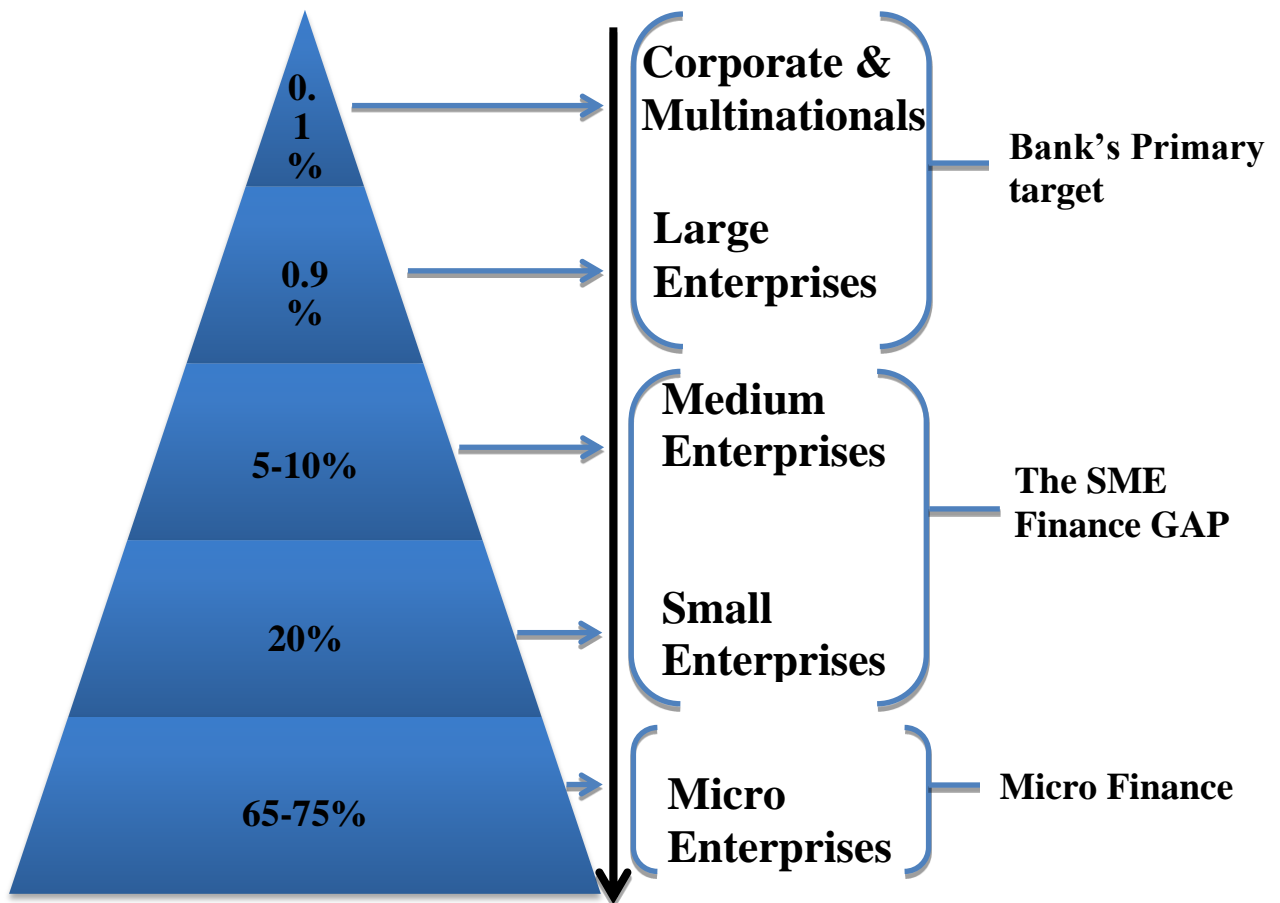 0.
1
%
Corporate &
Multinationals
Bank’s Primary
target
0.9
%
Large
Enterprises
5-10%
Medium
Enterprises
The SME
Finance GAP
20%
Small
Enterprises
65-75%
Micro
Enterprises
Micro Finance